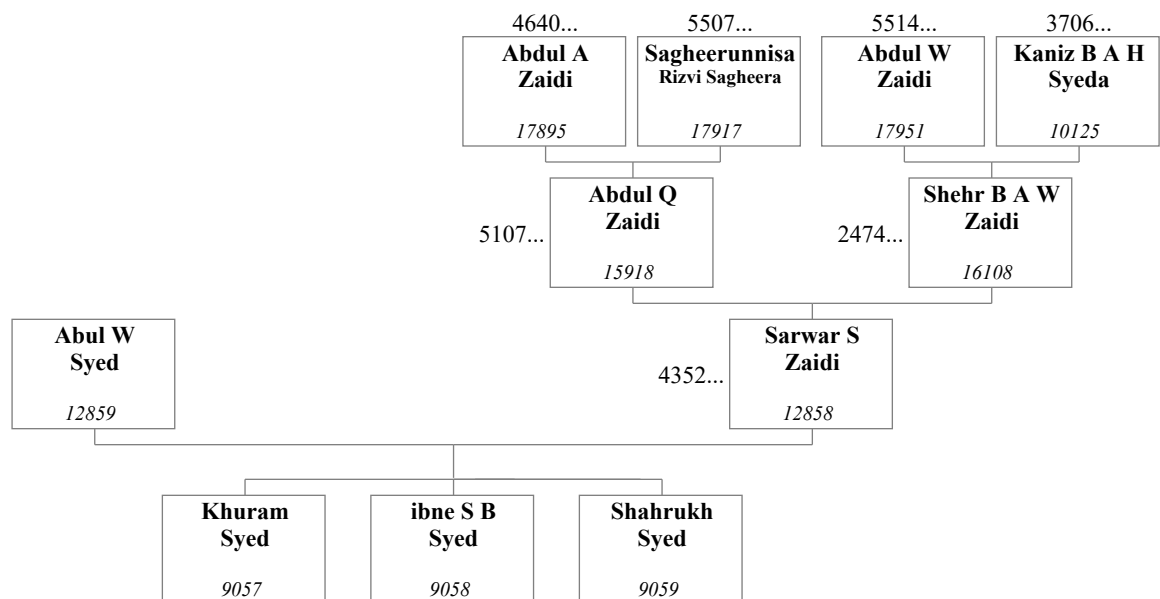 4640...
5507...
5514...
3706...
Abdul A
Zaidi
17895
Sagheerunnisa
Rizvi Sagheera
17917
Abdul W
Zaidi
17951
Kaniz B A H
Syeda
10125
5107...
Abdul Q
Zaidi
15918
2474...
Shehr B A W
Zaidi
16108
Abul W
Syed
12859
4352...
Sarwar S
Zaidi
12858
Khuram
Syed
9057
ibne S B
Syed
9058
Shahrukh
Syed
9059